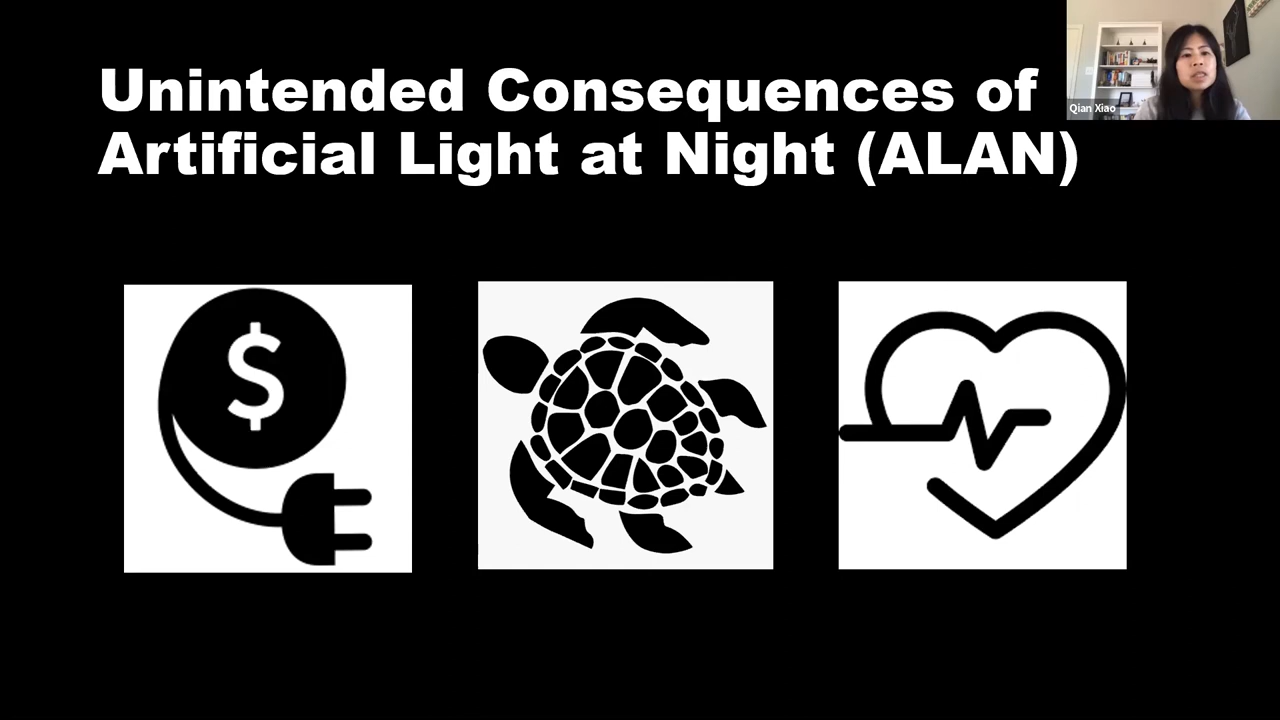 Unintended Consequences of
Artificial Light at Night (ALAN)
Qian Xiao
$